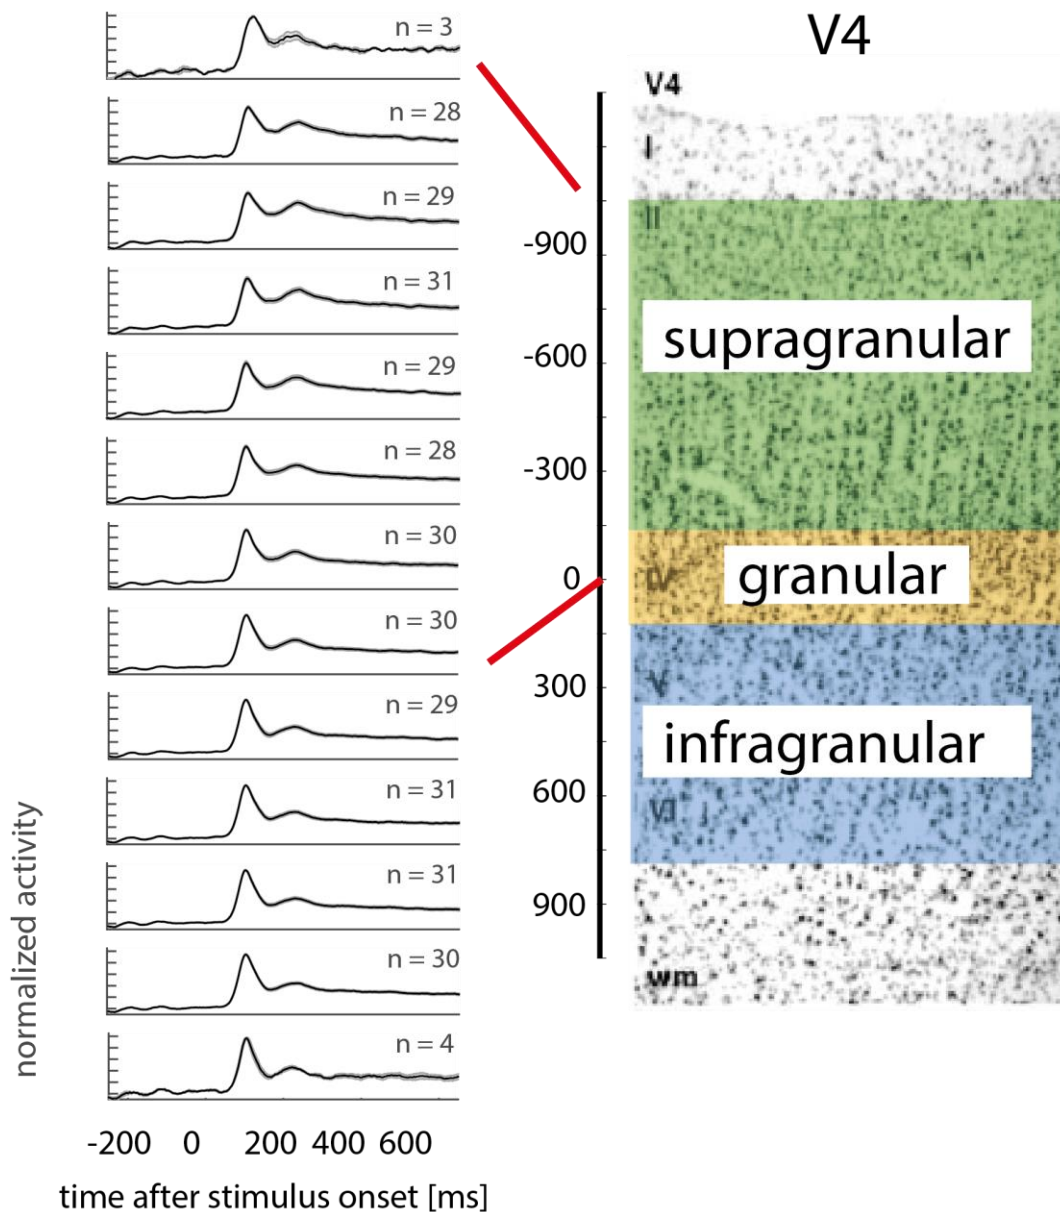 n = 3
n = 28
n = 29
n = 31
n = 29
n = 28
n = 30
n = 30
n = 29
n = 31
n = 31
n = 30
n = 4
normalized activity
-200 0 200 400 600
time after stimulus onset [ms]
-900
-600
-300
0
300
600
900
V4
V4
I
II
supragranular
IV
granular
V
infragranular
VI
wm